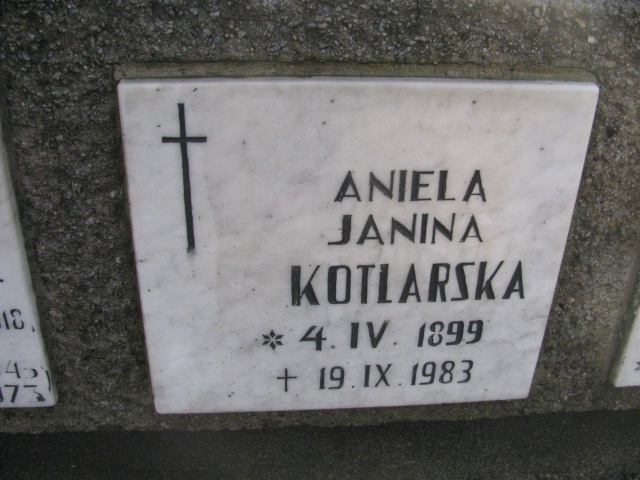 ANIELA
JANINA
KOTLARSKA
* 4. IV. 1899
+ 19. IX. 1983